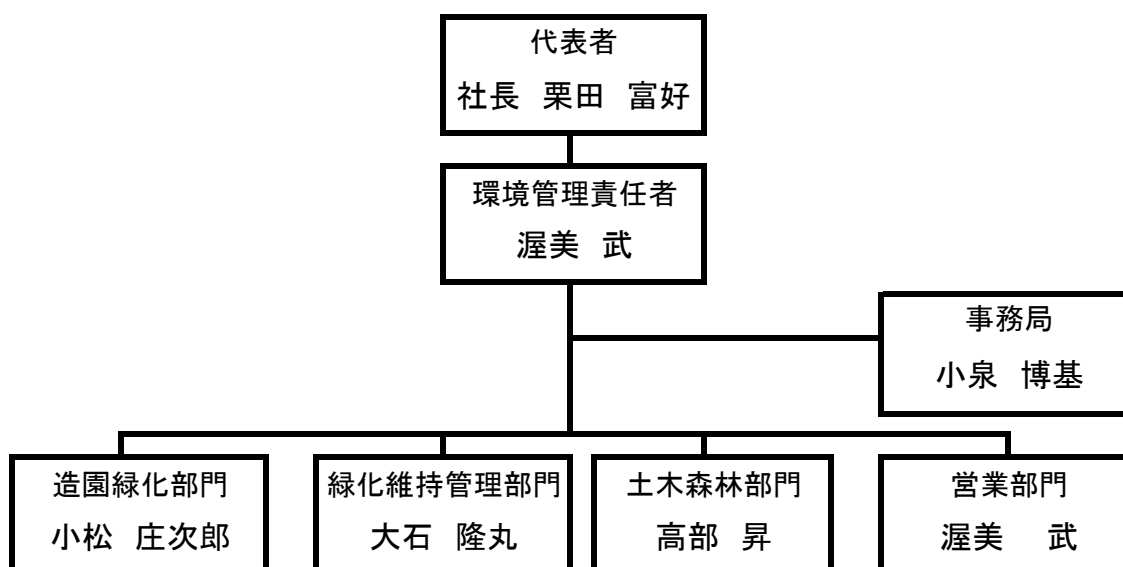 代表者
社長 栗田 富好
環境管理責任者
渥美 武
事務局
小泉 博基
造園緑化部門
小松 庄次郎
緑化維持管理部門
大石 隆丸
土木森林部門
高部 昇
営業部門
渥美 武